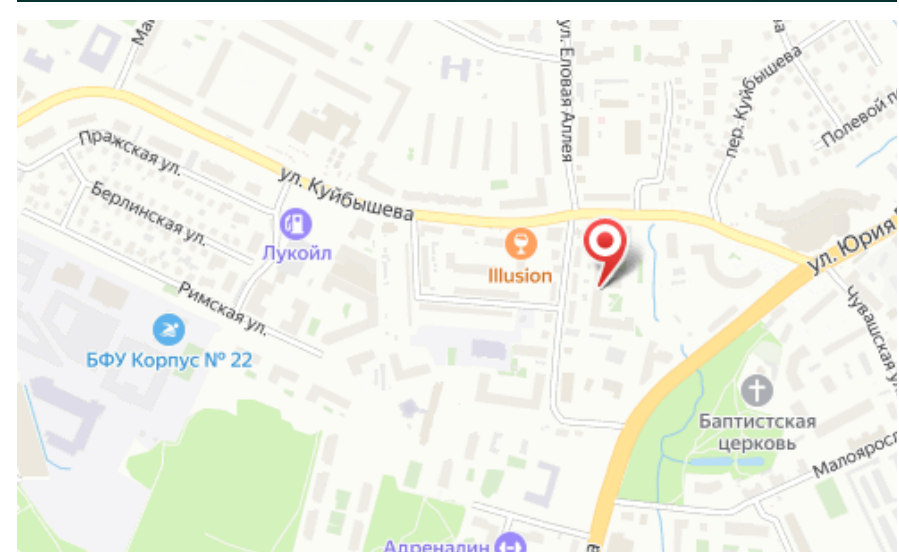 ул. Еловая Аллея
пер. Куйбышева
Полевой
Пражская ул.
ул. Куйбышева
Берлинская ул.
Лукойл
Illusion
ул. Юрия
Римская ул.
Чувашская ул.
БФУ Корпус № 22
Баптистская
церковь
Адреналин